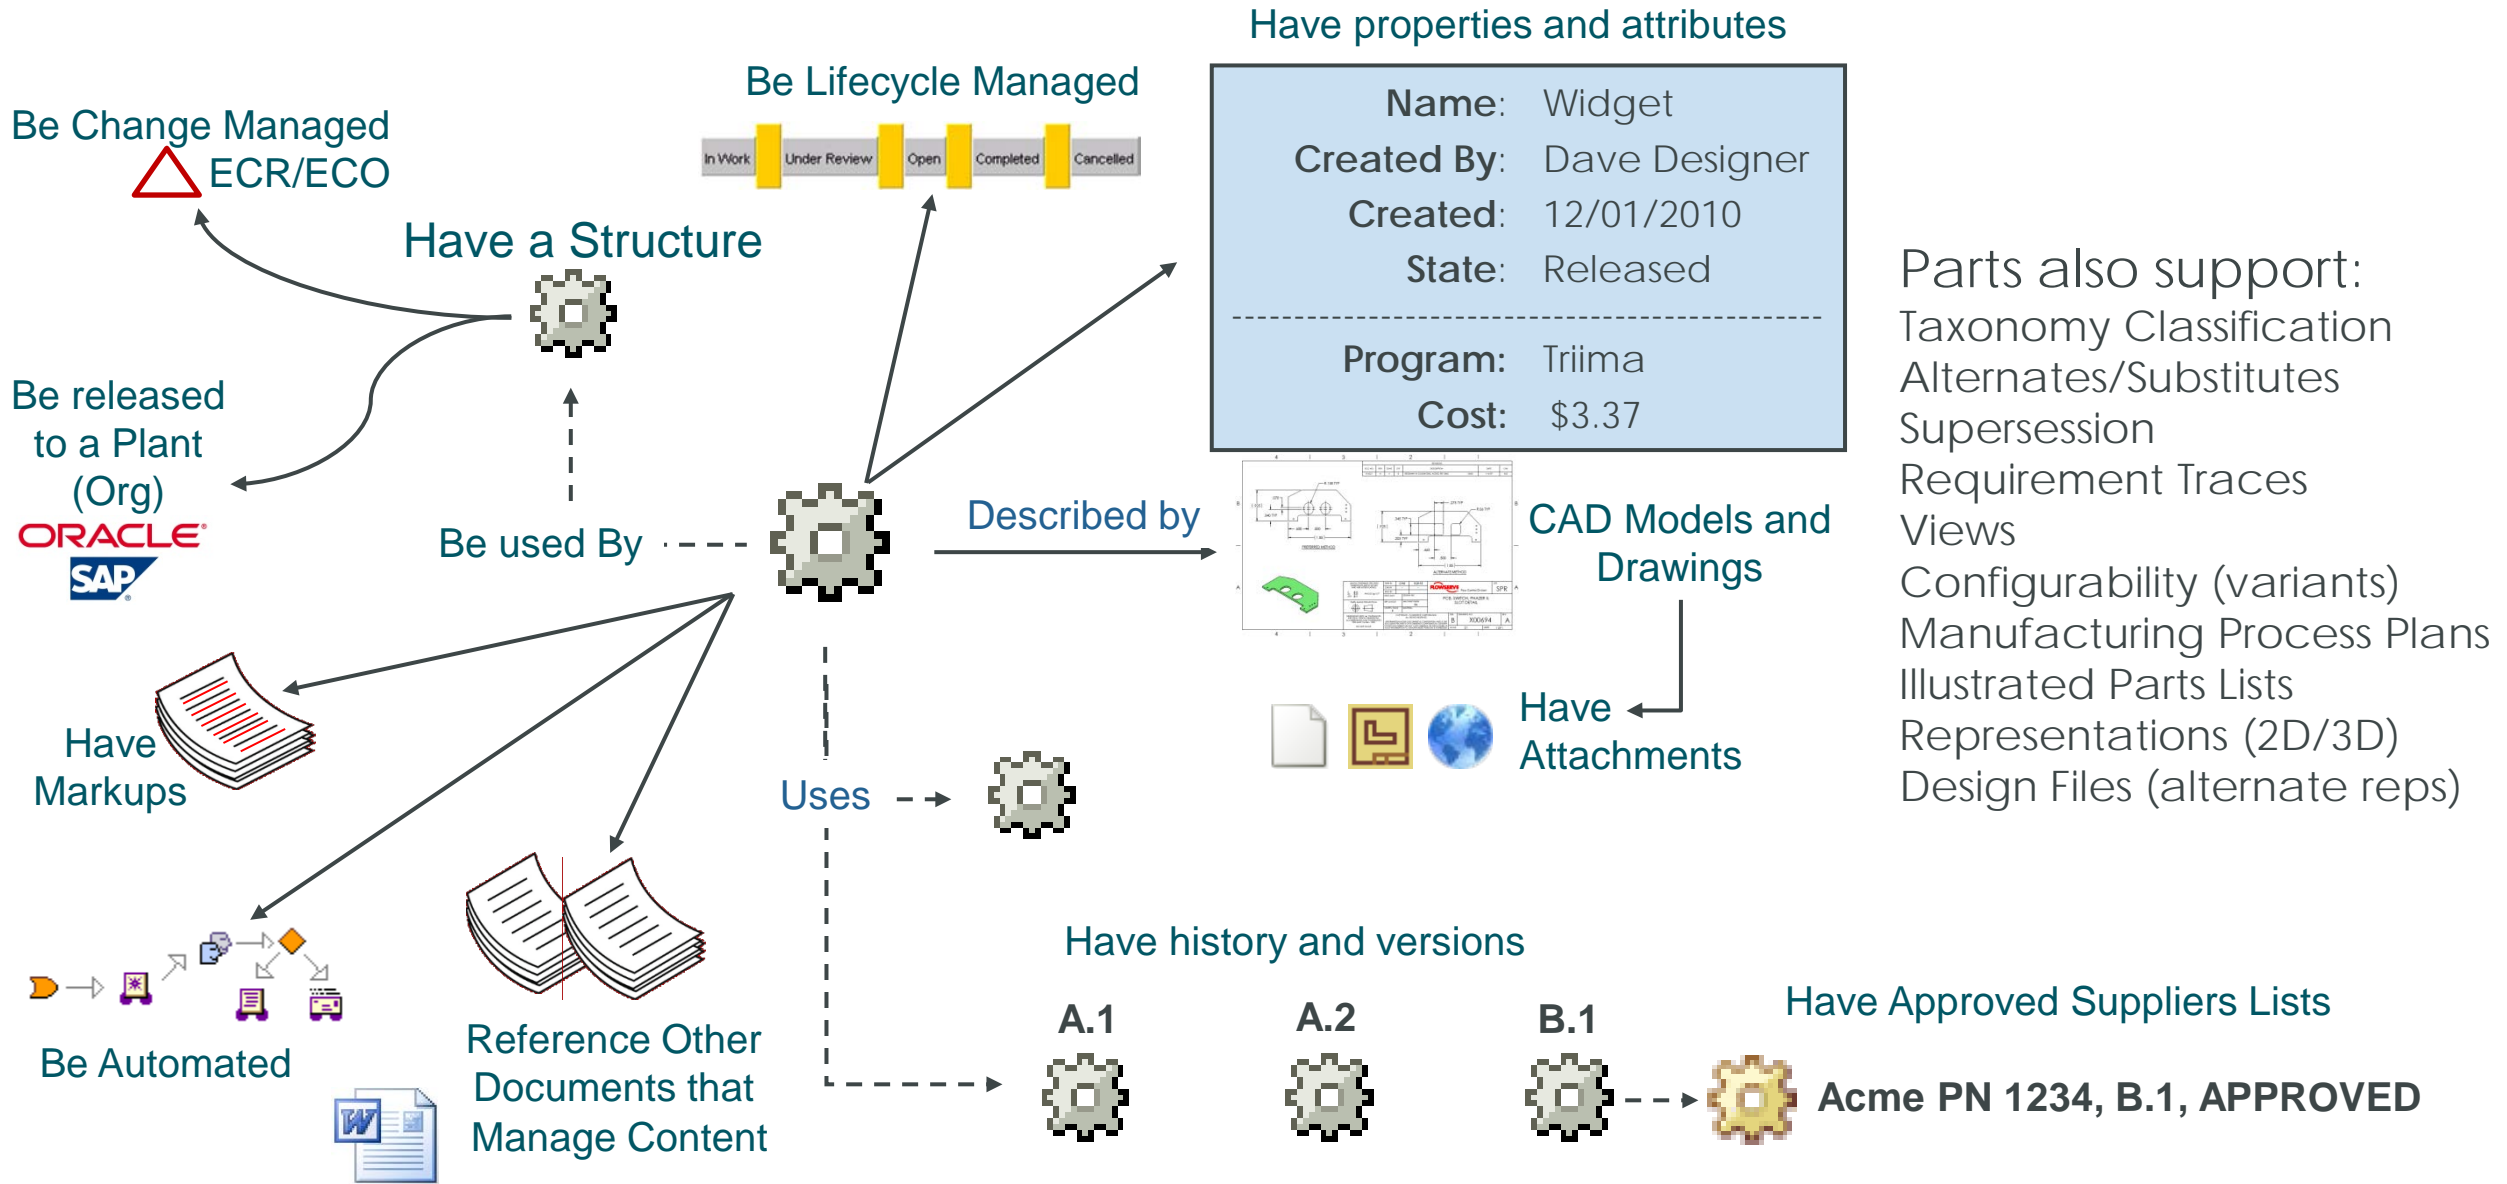 Have properties and attributes
Be Lifecycle Managed
In Work
Under Review
Open
Completed
Cancelled
Be Change Managed
ECR/ECO
Have a Structure
Name: Widget
Created By: Dave Designer
Created: 12/01/2010
State: Released
Program: Triima
Cost: $3.37
Parts also support:
Taxonomy Classification
Alternates/Substitutes
Supersession
Requirement Traces
Views
Configurability (variants)
Manufacturing Process Plans
Illustrated Parts Lists
Representations (2D/3D)
Design Files (alternate reps)
Be released
to a Plant
(Org)
ORACLE
SAP
Be used By
Described by
CAD Models and
Drawings
FLOWSERVE
SPR
X00694
B
A
Have
Attachments
Have
Markups
Uses
Be Automated
Reference Other
Documents that
Manage Content
W
Have history and versions
A.1
A.2
B.1
Have Approved Suppliers Lists
Acme PN 1234, B.1, APPROVED